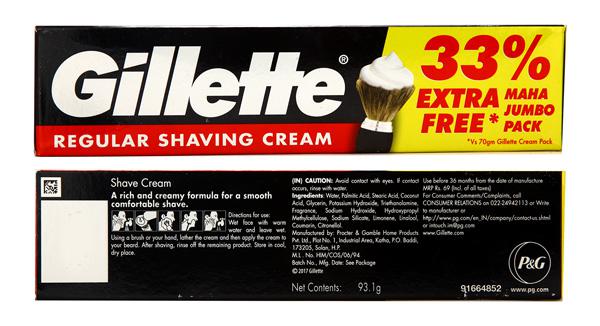 Gillette®
REGULAR SHAVING CREAM
33%
EXTRA
FREE*
MAHA
JUMBO
PACK
*Vs 70gm Gillette Cream Pack
Shave Cream
A rich and creamy formula for a smooth
comfortable shave.
Directions for use:
Wet face with warm
water and leave wet.
Using a brush or your hand, lather the cream and then apply the cream to
your beard. After shaving, rinse off the remaining product. Store in cool,
dry place.
(IN) CAUTION: Avoid contact with eyes. If contact
occurs, rinse with water.
Ingredients: Water, Palmitic Acid, Stearic Acid, Coconut
Acid, Glycerin, Potassium Hydroxide, Triethanolamine,
Fragrance, Sodium Hydroxide, Hydroxypropyl
Methylcellulose, Sodium Silicate, Limonene, Linalool,
Coumarin, Citronellol.
Manufactured by: Procter & Gamble Home Products
Pvt. Ltd., Plot No. 1, Industrial Area, Katha, P.O. Baddi,
173205, Solan, H.P.
M.L. No. HIM/COS/06/94
Batch No., Mfg. Date: See Package
©2017 Gillette
Net Contents: 93.1g
Use before 36 months from the date of manufacture
MRP Rs. 69 (Incl. of all taxes)
For Consumer Comments/Complaints, call
CONSUMER RELATIONS on 022-24942113 or Write
to manufacturer or
http://www.pg.com/en_IN/company/contactus.shtml
or intouch.im@pg.com
www.Gillette.com
P&G
91664852
www.pg.com